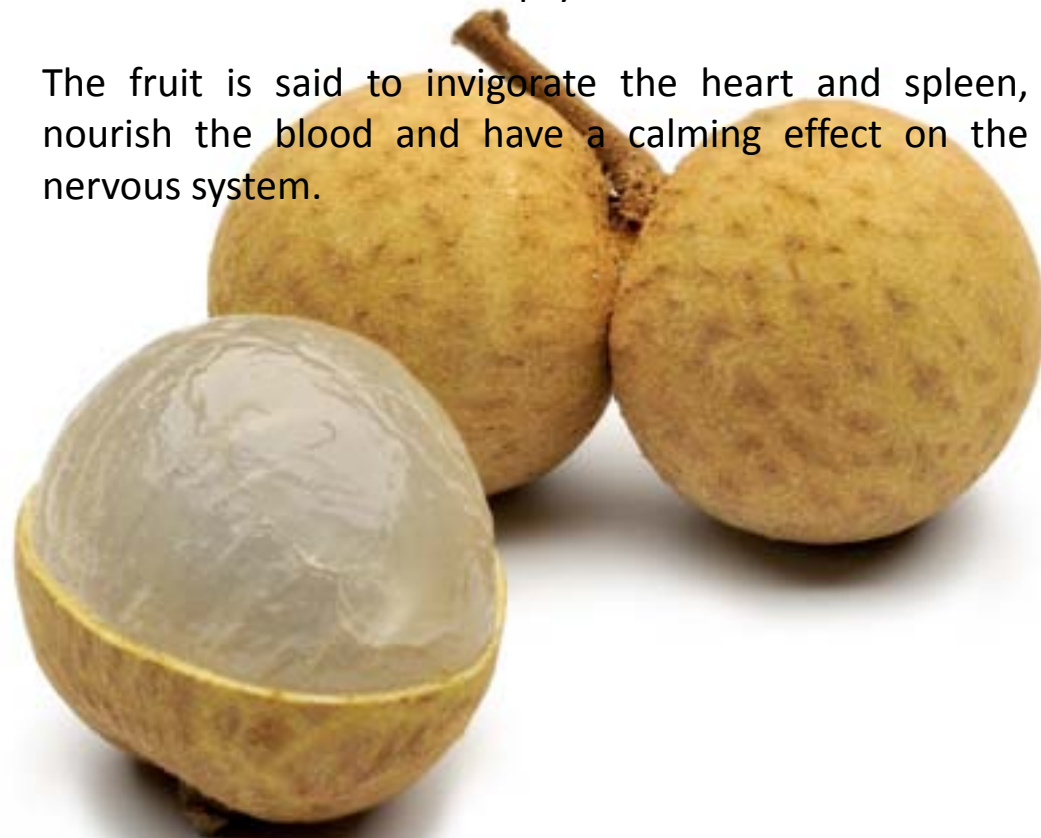 The fruit is said to invigorate the heart and spleen,
nourish the blood and have a calming effect on the
nervous system.